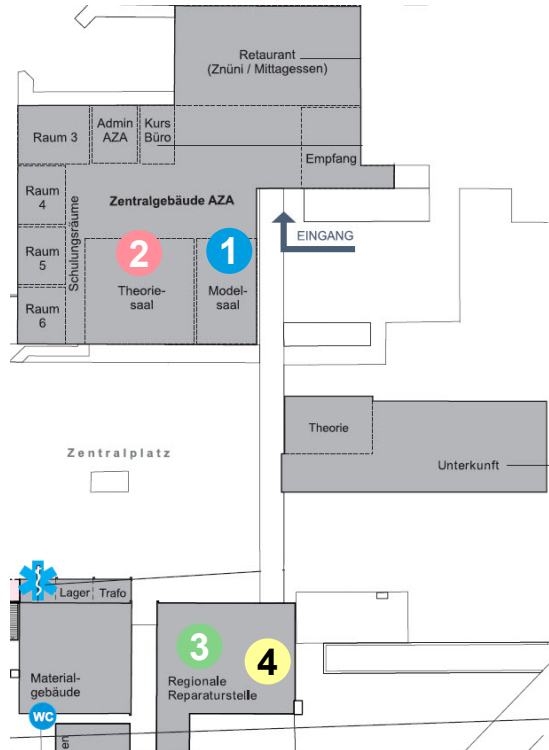 Retaurant
(Znüni / Mittagessen)
Raum 3
Admin
AZA
Kurs
Büro
Empfang
Raum
4
Zentralgebäude AZA
Schulungsräume
EINGANG
Raum
5
2
1
Theorie-
saal
Model-
saal
Raum
6
Theorie
Zentralplatz
Unterkunft
Lager
Trafo
3
4
Material-
gebäude
Regionale
Reparaturstelle
WC
en